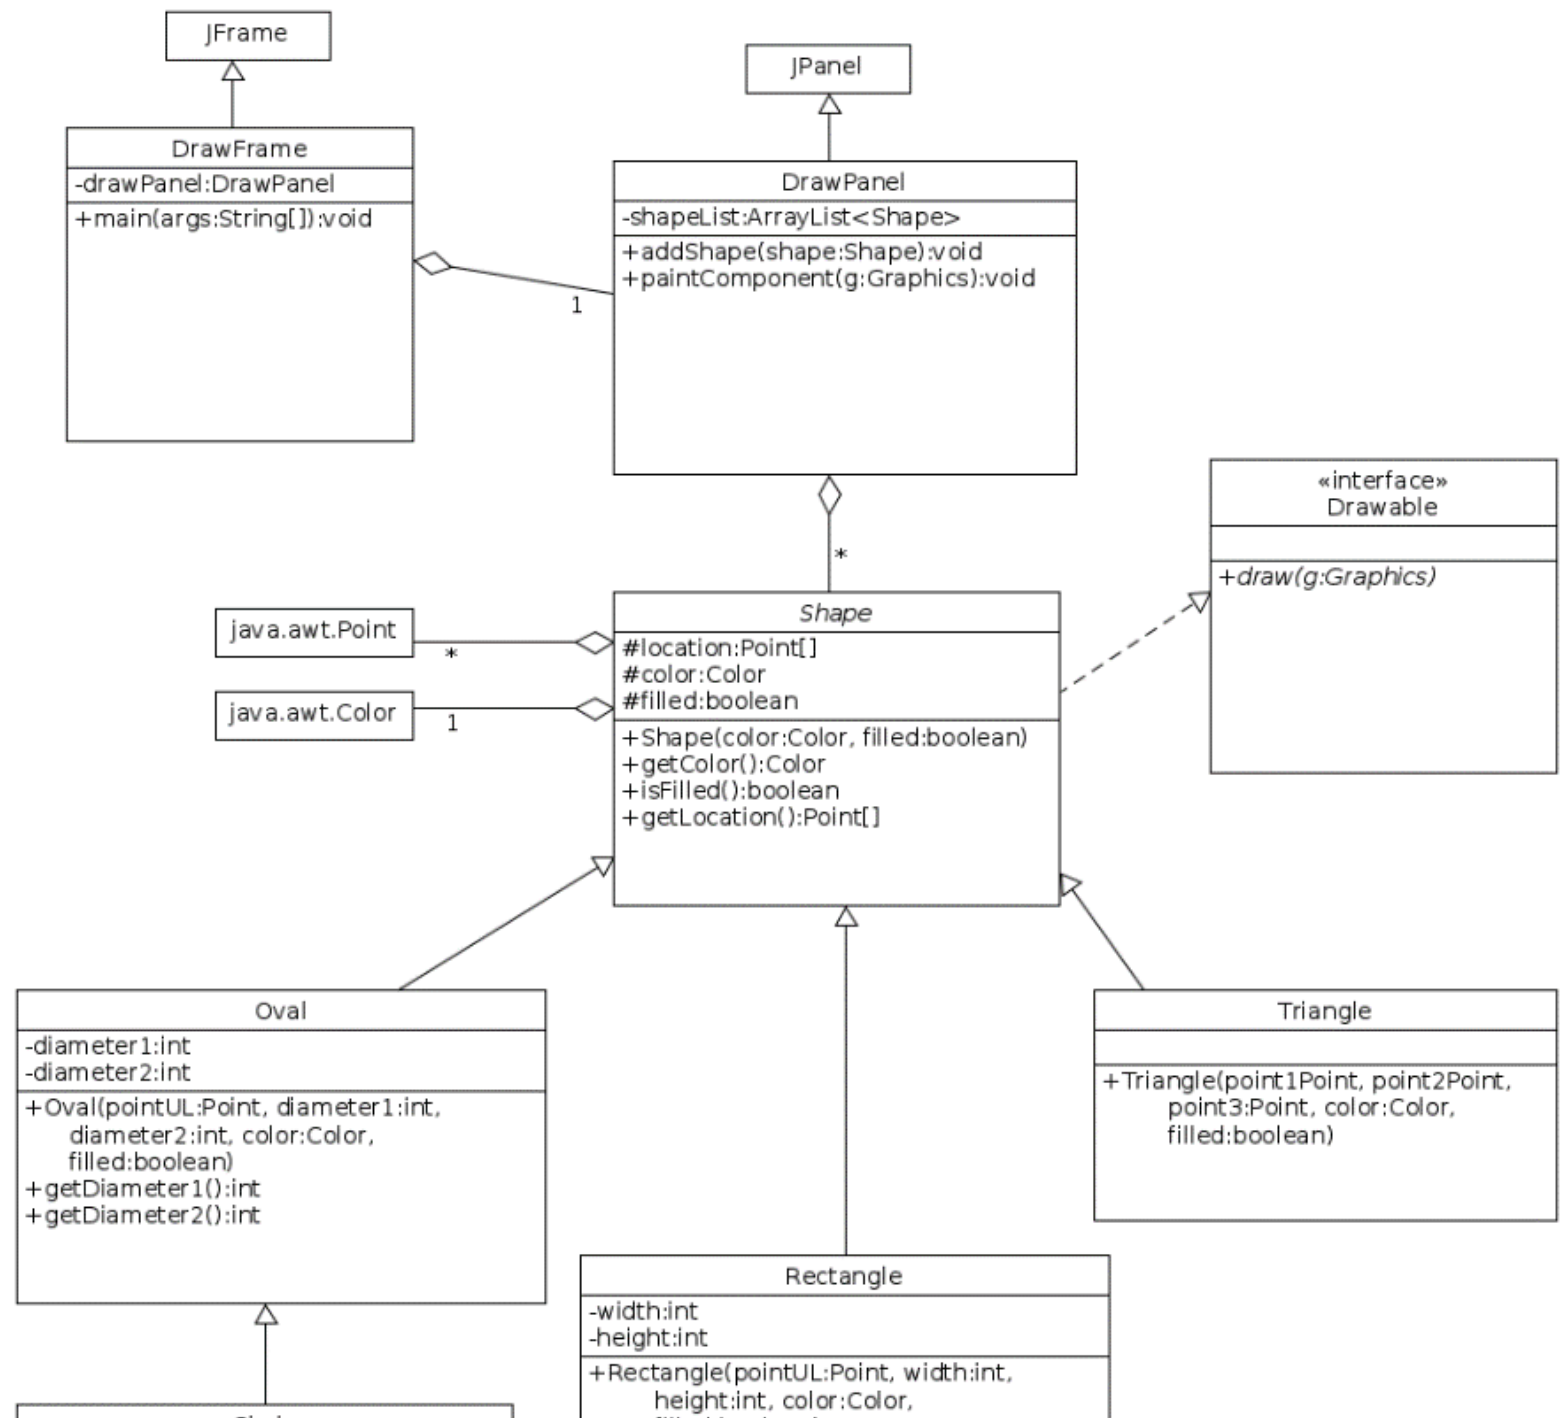 JFrame
JPanel
DrawFrame
-drawPanel:DrawPanel
+main(args:String[]):void
DrawPanel
-shapeList:ArrayList<Shape>
+addShape(shape:Shape):void
+paintComponent(g:Graphics):void
1
«interface»
Drawable
+draw(g:Graphics)
*
Shape
#location:Point[]
#color:Color
#filled:boolean
+Shape(color:Color, filled:boolean)
+getColor():Color
+isFilled():boolean
+getLocation():Point[]
java.awt.Point
*
java.awt.Color
1
Oval
-diameter1:int
-diameter2:int
+Oval(pointUL:Point, diameter1:int,
diameter2:int, color:Color,
filled:boolean)
+getDiameter1():int
+getDiameter2():int
Triangle
+Triangle(point1Point, point2Point,
point3:Point, color:Color,
filled:boolean)
Rectangle
-width:int
-height:int
+Rectangle(pointUL:Point, width:int,
height:int, color:Color,